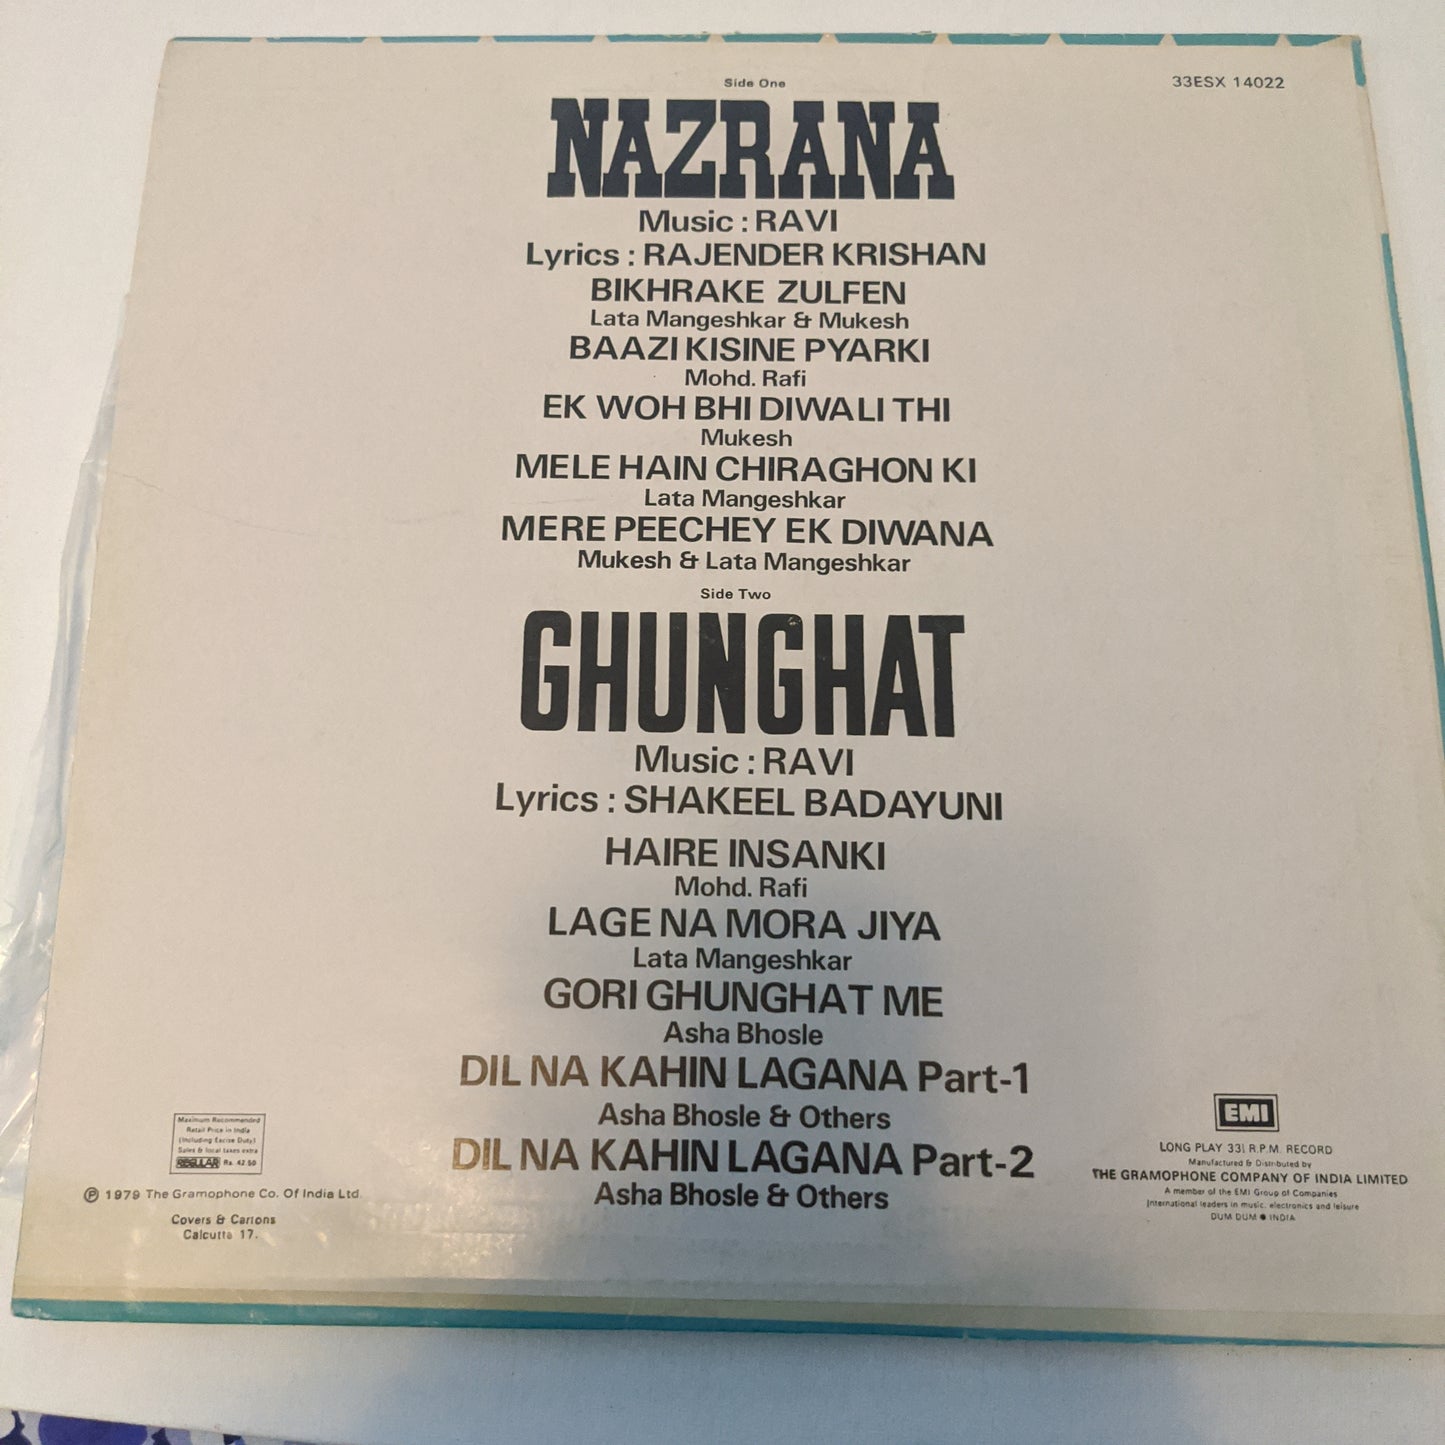 Side One
33ESX 14022
NAZRANA
Music : RAVI
Lyrics : RAJENDER KRISHAN
BIKHRAKE ZULFEN
Lata Mangeshkar & Mukesh
BAAZI KISINE PYARKI
Mohd. Rafi
EK WOH BHI DIWALI THI
Mukesh
MELE HAIN CHIRAGHON KI
Lata Mangeshkar
MERE PEECHEY EK DIWANA
Mukesh & Lata Mangeshkar
Side Two
GHUNGHAT
Music : RAVI
Lyrics : SHAKEEL BADAYUNI
HAIRE INSANKI
Mohd. Rafi
LAGE NA MORA JIYA
Lata Mangeshkar
GORI GHUNGHAT ME
Asha Bhosle
DIL NA KAHIN LAGANA Part-1
Asha Bhosle & Others
DIL NA KAHIN LAGANA Part-2
Asha Bhosle & Others
Maximum Recommended
Retail Price in India
(Including Excise Duty)
Sales & local taxes extra
REGULAR Rs. 42.50
Ⓟ 1979 The Gramophone Co. Of India Ltd.
Covers & Cartons
Calcutta 17.
EMI
LONG PLAY 33⅓ R.P.M. RECORD
Manufactured & Distributed by
THE GRAMOPHONE COMPANY OF INDIA LIMITED
A member of the EMI Group of Companies
International leaders in music, electronics and leisure
DUM DUM ● INDIA